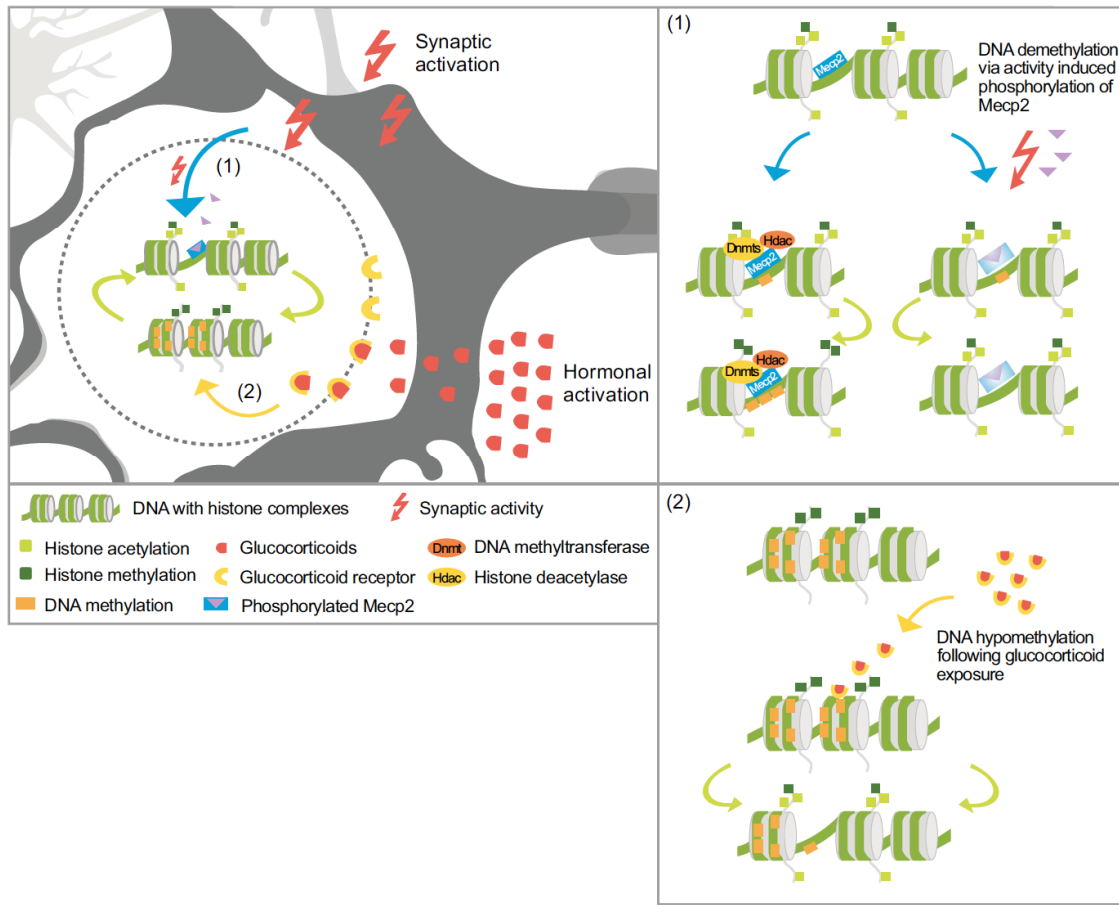 Synaptic
activation
(1)
(2)
Hormonal
activation
(1)
Mecp2
DNA demethylation
via activity induced
phosphorylation of
Mecp2
Dnmts
Hdac
Mecp2
Dnmts
Hdac
Mecp2
DNA with histone complexes
Synaptic activity
Histone acetylation
Glucocorticoids
Dnmt
DNA methyltransferase
Histone methylation
Glucocorticoid receptor
Hdac
Histone deacetylase
DNA methylation
Phosphorylated Mecp2
(2)
DNA hypomethylation
following glucocorticoid
exposure